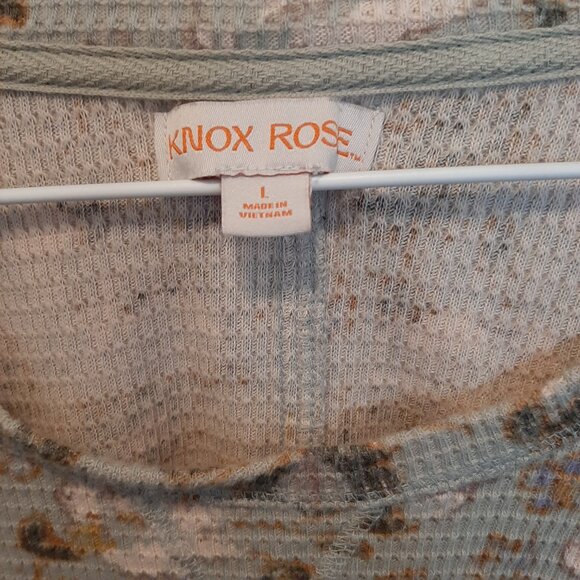 KNOX ROSE™
L
MADE IN
VIETNAM